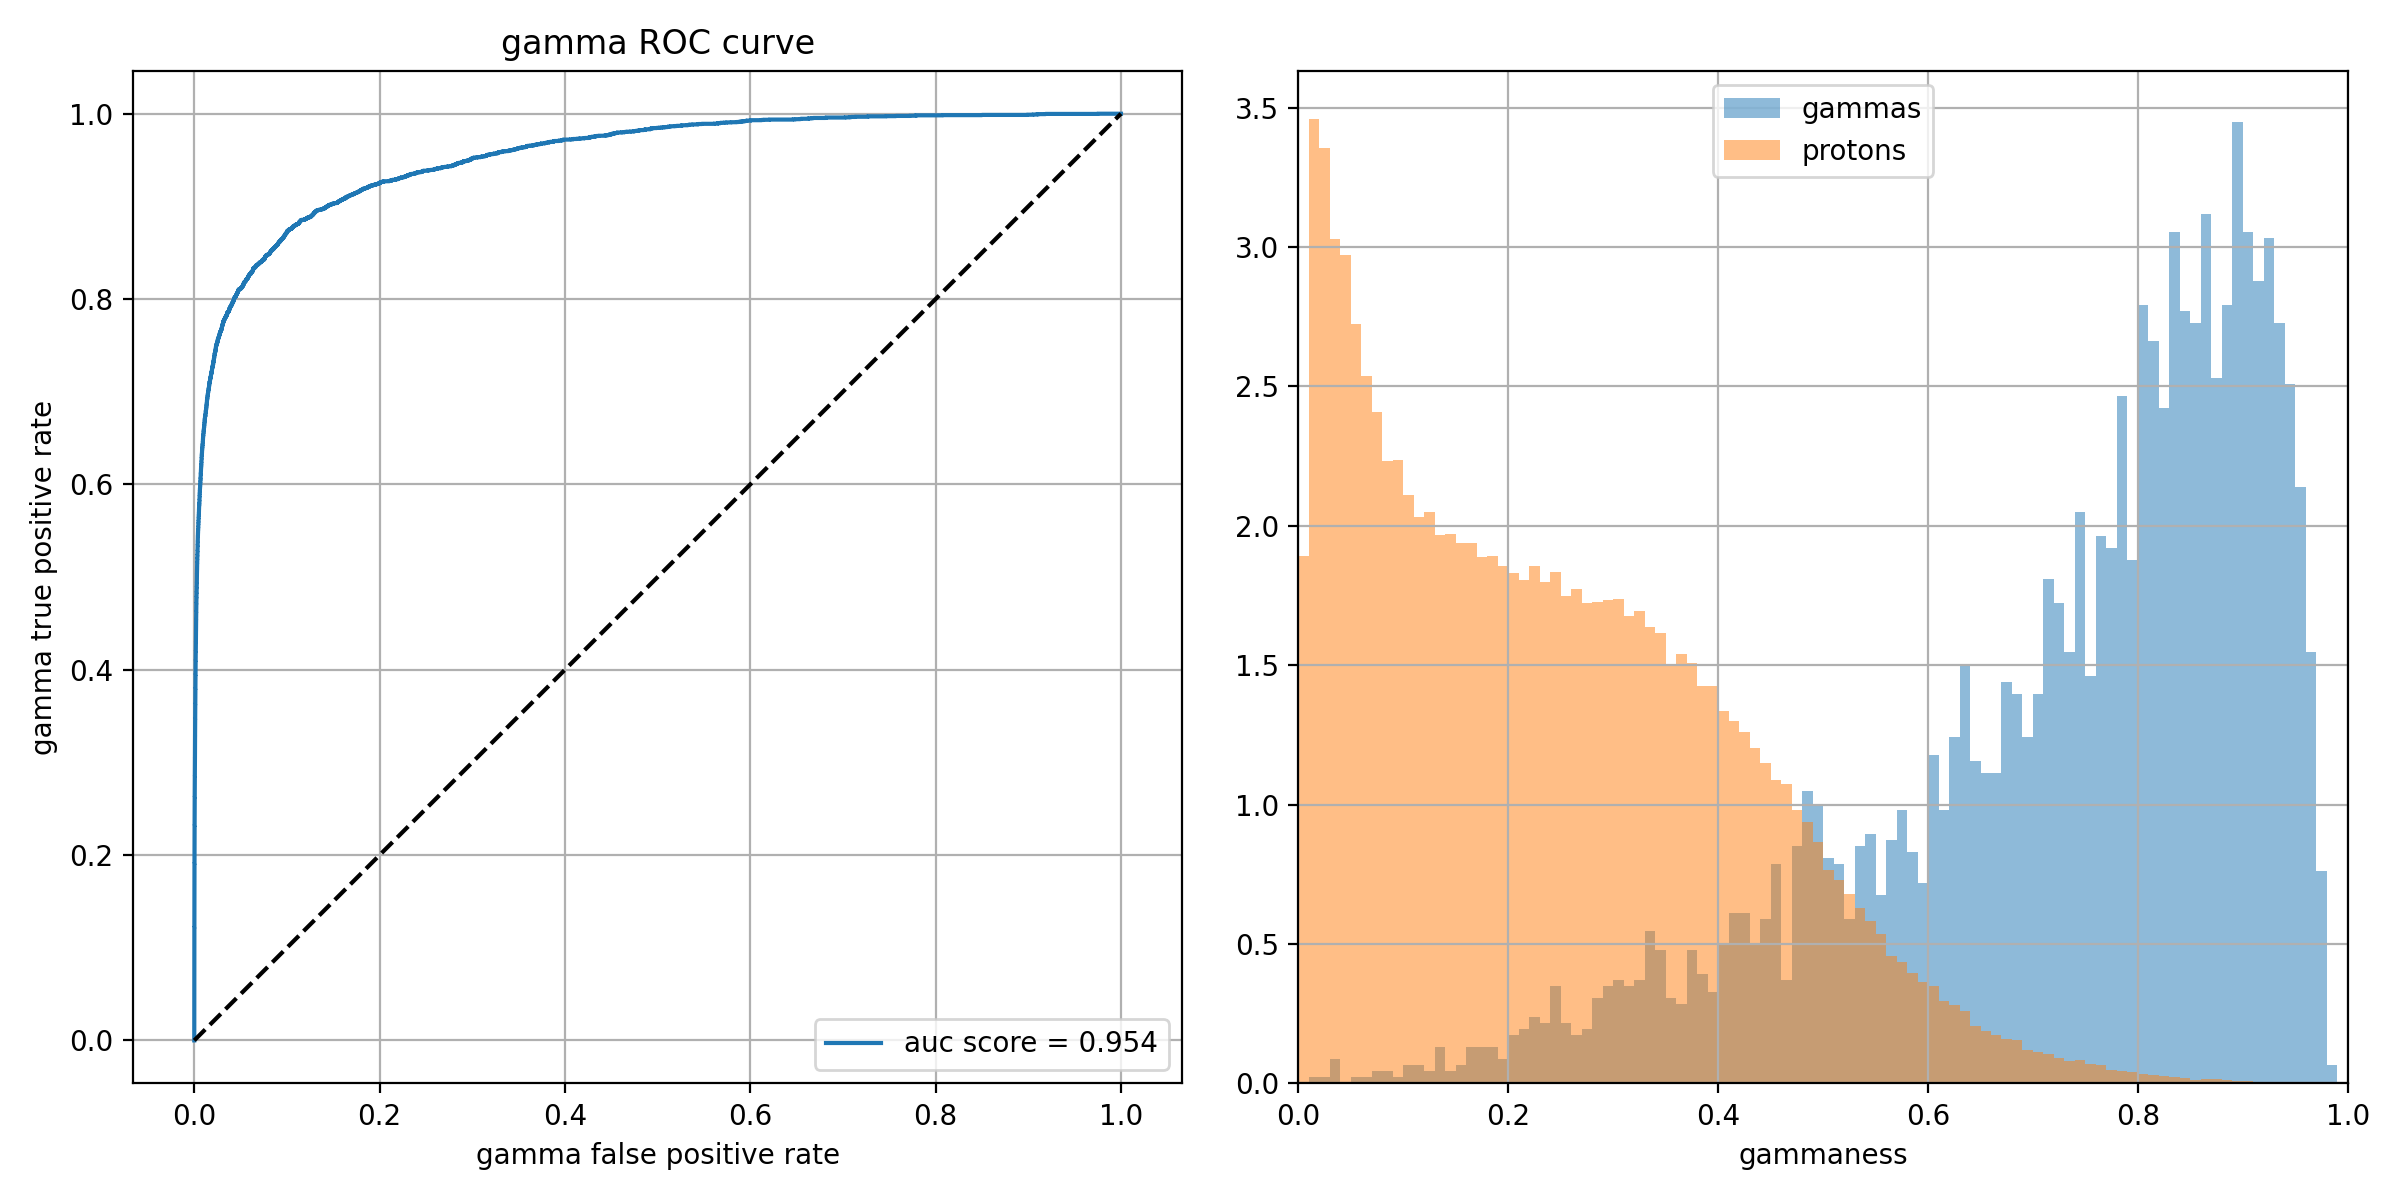 gamma ROC curve
1.0
0.8
0.6
0.4
0.2
0.0
gamma true positive rate
0.0 0.2 0.4 0.6 0.8 1.0
gamma false positive rate
auc score = 0.954
3.5
3.0
2.5
2.0
1.5
1.0
0.5
0.0
gammas
protons
0.0 0.2 0.4 0.6 0.8 1.0
gammaness